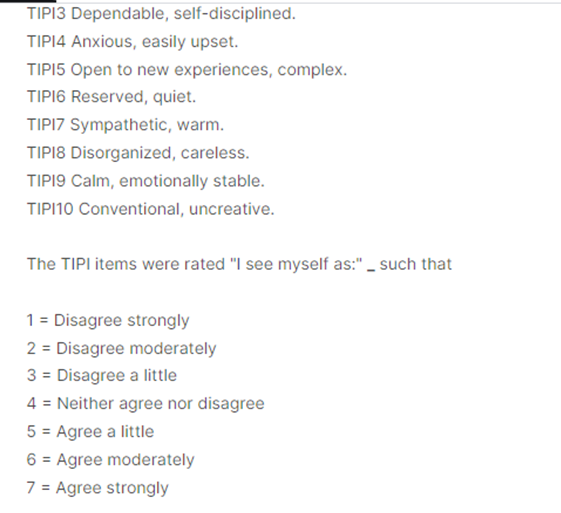 TIPI3 Dependable, self-disciplined.
TIPI4 Anxious, easily upset.
TIPI5 Open to new experiences, complex.
TIPI6 Reserved, quiet.
TIPI7 Sympathetic, warm.
TIPI8 Disorganized, careless.
TIPI9 Calm, emotionally stable.
TIPI10 Conventional, uncreative.
The TIPI items were rated "I see myself as:" _ such that
1 = Disagree strongly
2 = Disagree moderately
3 = Disagree a little
4 = Neither agree nor disagree
5 = Agree a little
6 = Agree moderately
7 = Agree strongly